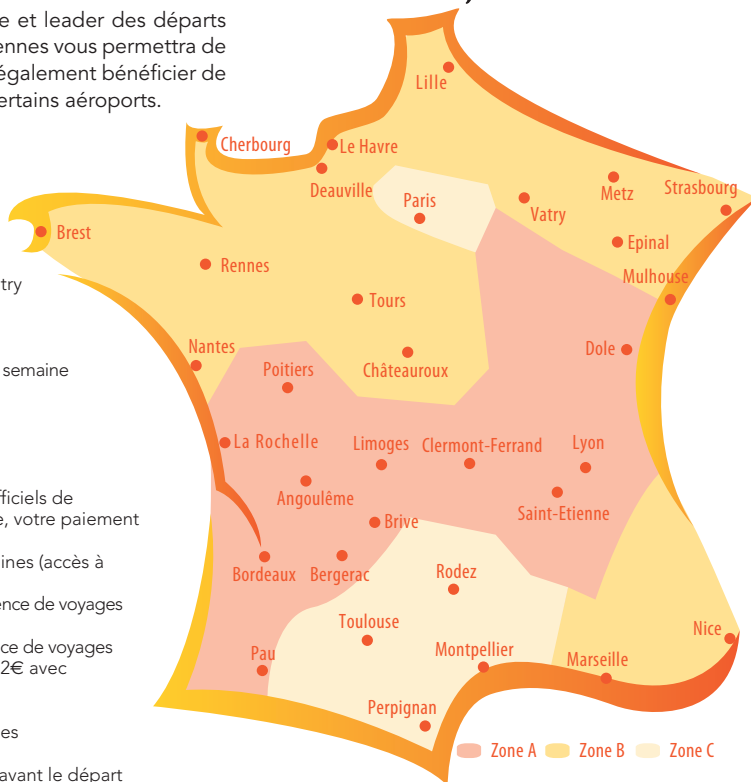 e et leader des départs
ennes vous permettra de
également bénéficier de
ertains aéroports.
Lille
Cherbourg
Le Havre
Deauville
Paris
Vatry
Metz
Strasbourg
Brest
Epinal
Rennes
Mulhouse
try
Tours
Nantes
Dole
semaine
Poitiers
Châteauroux
La Rochelle
Limoges
Clermont-Ferrand
Lyon
fficiels de
Angoulême
Saint-Etienne
e, votre paiement
Brive
ines (accès à
Bordeaux
Bergerac
Rodez
ence de voyages
Toulouse
Nice
ce de voyages
Pau
Montpellier
Marseille
2€ avec
Perpignan
es
Zone A
Zone B
Zone C
avant le départ